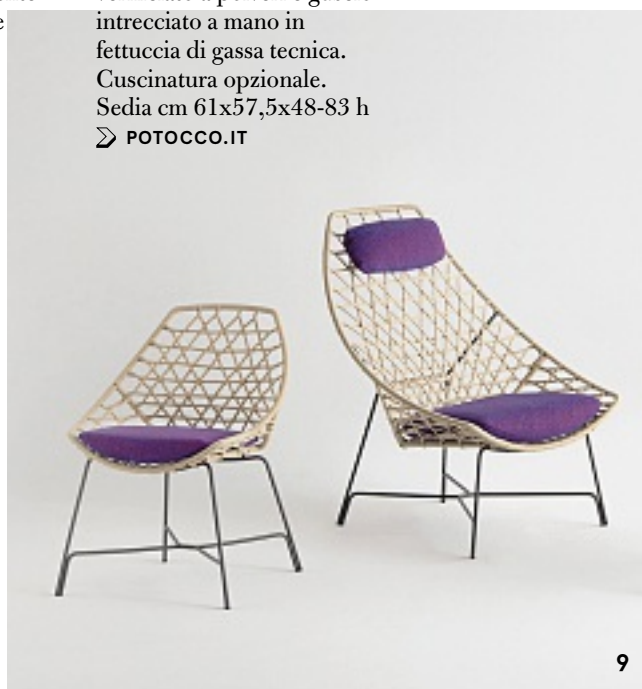 intrecciato a mano in
fettuccia di gassa tecnica.
Cuscinatura opzionale.
Sedia cm 61x57,5x48-83 h
POTOCCO.IT
9